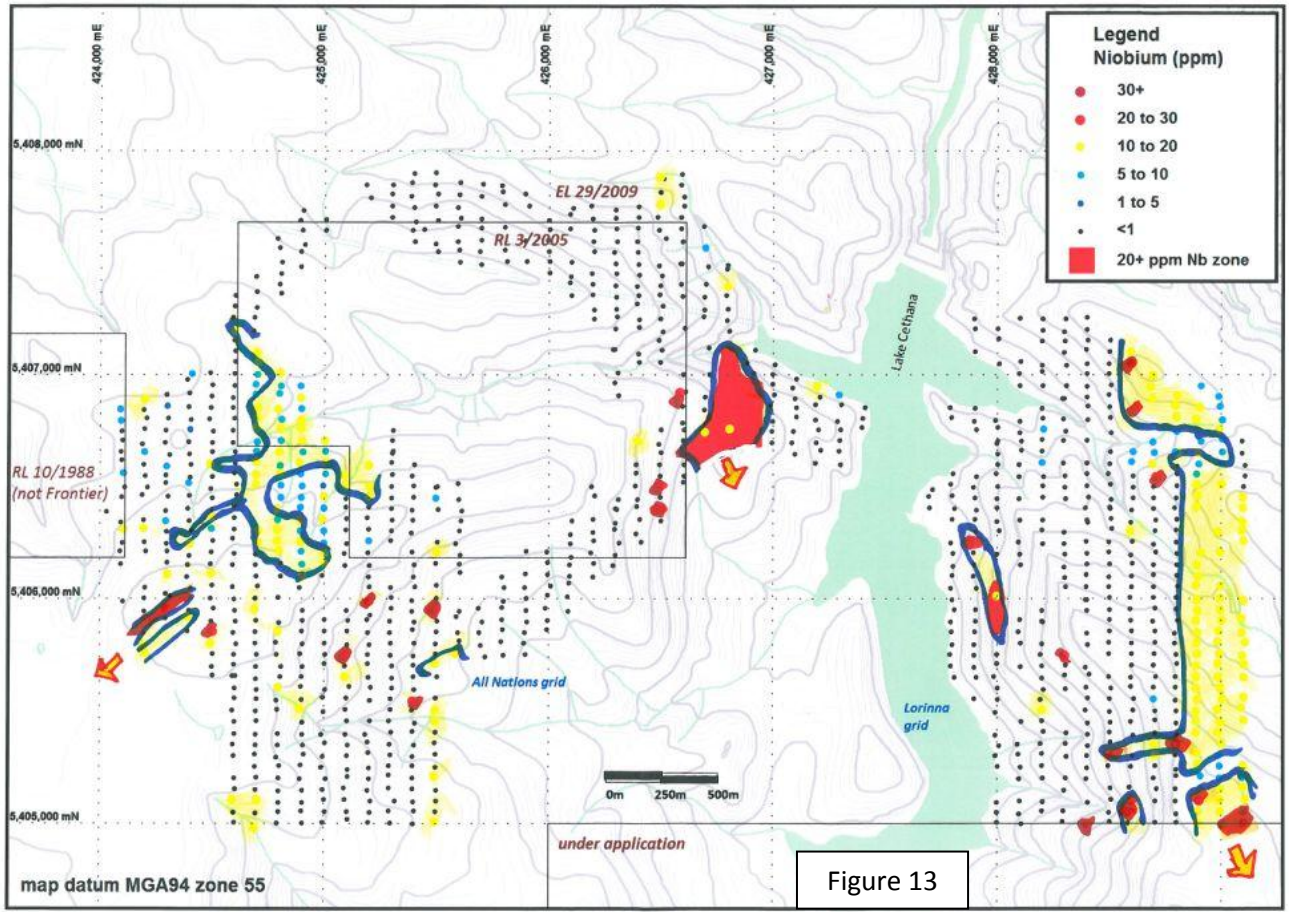 424,000 mE
425,000 mE
426,000 mE
427,000 mE
428,000 mE
Legend
Niobium (ppm)
30+
20 to 30
10 to 20
5 to 10
1 to 5
<1
20+ ppm Nb zone
5,408,000 mN
EL 29/2009
RL 3/2005
Lake Cethana
5,407,000 mN
RL 10/1988
(not Frontier)
5,406,000 mN
All Nations grid
Lorinna
grid
0m 250m 500m
5,405,000 mN
under application
map datum MGA94 zone 55
Figure 13